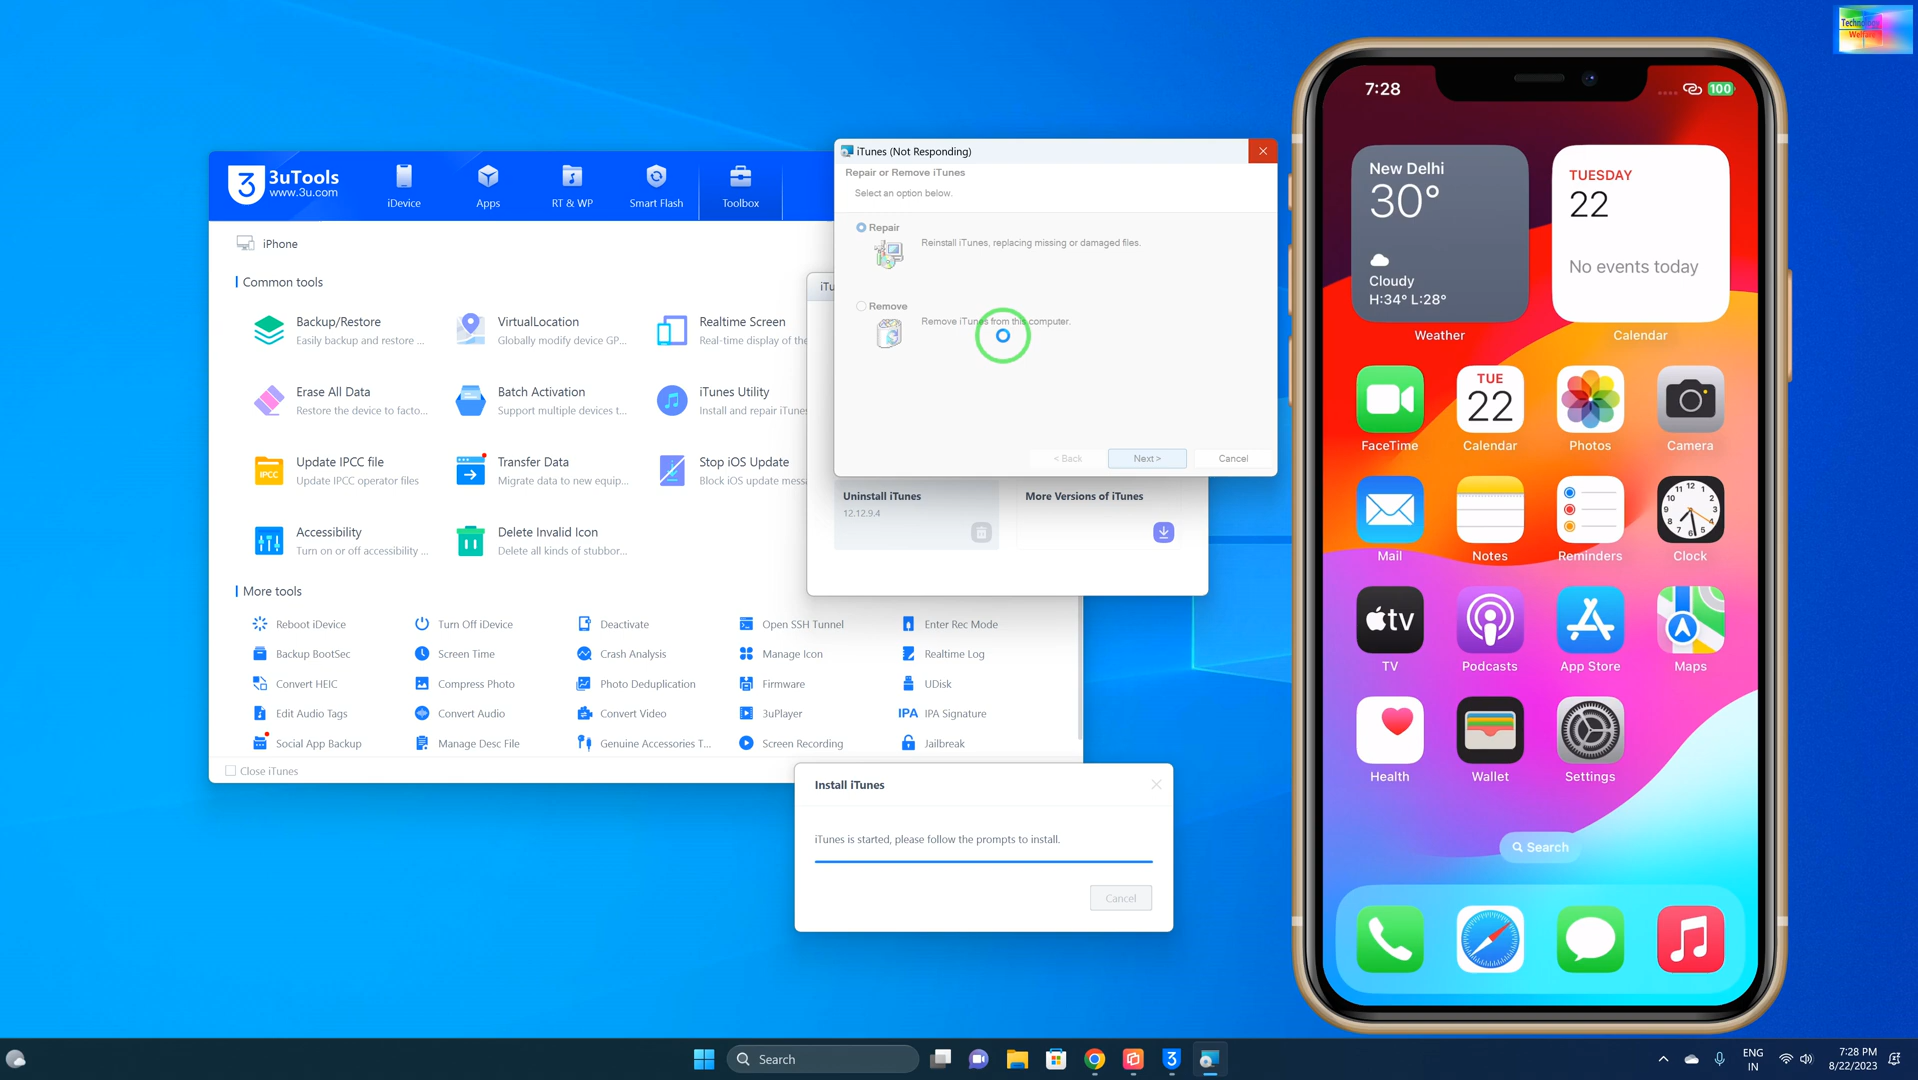 Technology
Welfare
3uTools
www.3u.com
iDevice
Apps
RT & WP
Smart Flash
Toolbox
iPhone
Common tools
Backup/Restore
Easily backup and restore ...
VirtualLocation
Globally modify device GP...
Realtime Screen
Real-time display of the
Erase All Data
Restore the device to facto...
Batch Activation
Support multiple devices t...
iTunes Utility
Install and repair iTunes
IPCC
Update IPCC file
Update IPCC operator files
Transfer Data
Migrate data to new equip...
Stop iOS Update
Block iOS update messa
Accessibility
Turn on or off accessibility ...
Delete Invalid Icon
Delete all kinds of stubbor...
More tools
Reboot iDevice
Turn Off iDevice
Deactivate
Open SSH Tunnel
Enter Rec Mode
Backup BootSec
Screen Time
Crash Analysis
Manage Icon
Realtime Log
Convert HEIC
Compress Photo
Photo Deduplication
Firmware
UDisk
Edit Audio Tags
Convert Audio
Convert Video
3uPlayer
IPA IPA Signature
Social App Backup
Manage Desc File
Genuine Accessories T...
Screen Recording
Jailbreak
Close iTunes
iTunes (Not Responding)
Repair or Remove iTunes
Select an option below.
Repair
Reinstall iTunes, replacing missing or damaged files.
Remove
Remove iTunes from this computer.
< Back
Next >
Cancel
iTu
Uninstall iTunes
12.12.9.4
More Versions of iTunes
Install iTunes
iTunes is started, please follow the prompts to install.
Cancel
7:28
100
New Delhi
30°
Cloudy
H:34° L:28°
Weather
TUESDAY
22
No events today
Calendar
FaceTime
TUE
22
Calendar
Photos
Camera
Mail
Notes
Reminders
Clock
tv
TV
Podcasts
App Store
Maps
Health
Wallet
Settings
Search
Search
ENG
IN
7:28 PM
8/22/2023